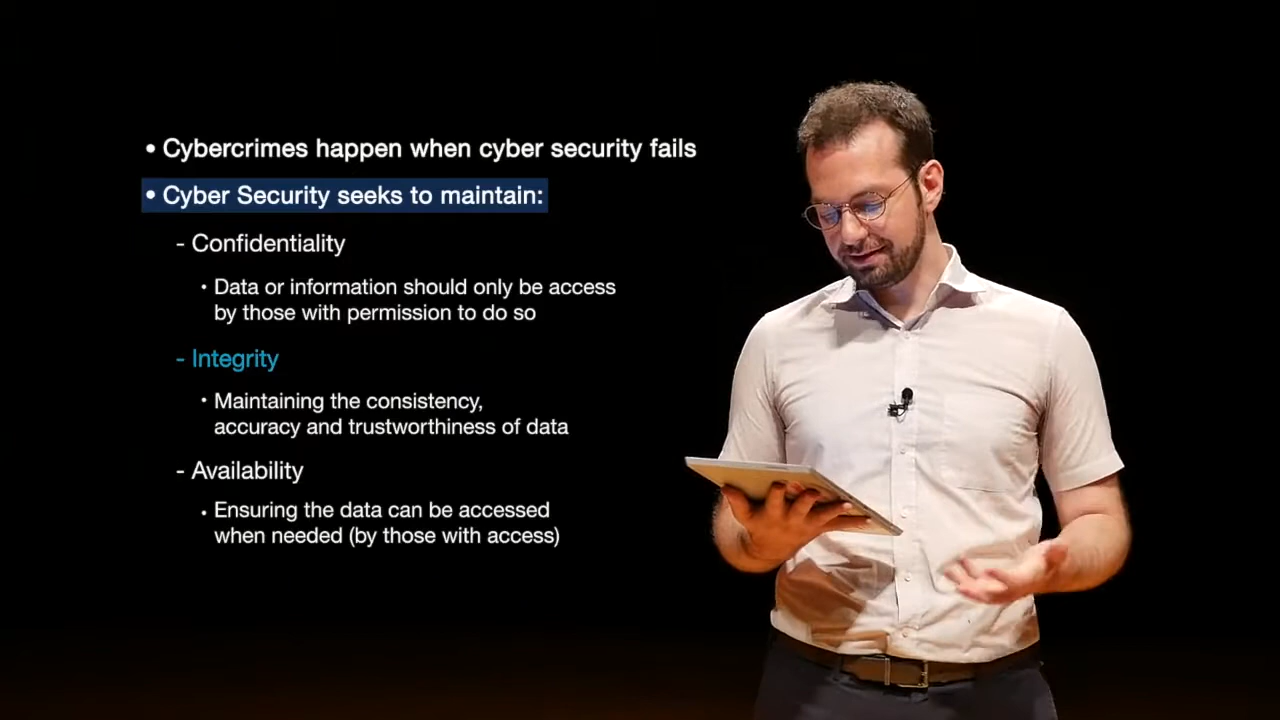 • Cybercrimes happen when cyber security fails
• Cyber Security seeks to maintain:
- Confidentiality
• Data or information should only be access
by those with permission to do so
- Integrity
• Maintaining the consistency,
accuracy and trustworthiness of data
- Availability
• Ensuring the data can be accessed
when needed (by those with access)